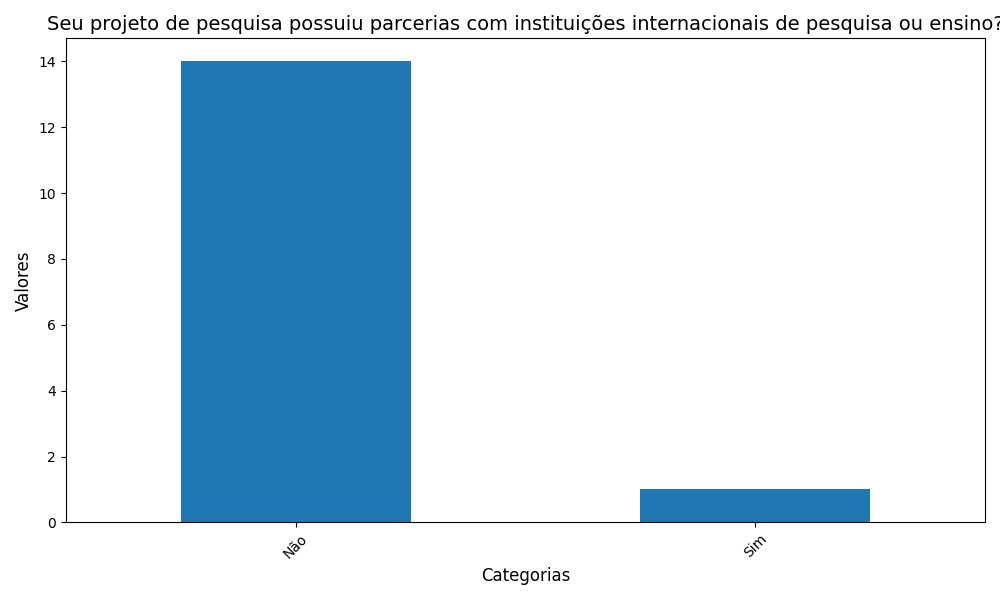 Seu projeto de pesquisa possuiu parcerias com instituições internacionais de pesquisa ou ensino?
14
12
10
8
6
4
2
0
Valores
Não
Sim
Categorias